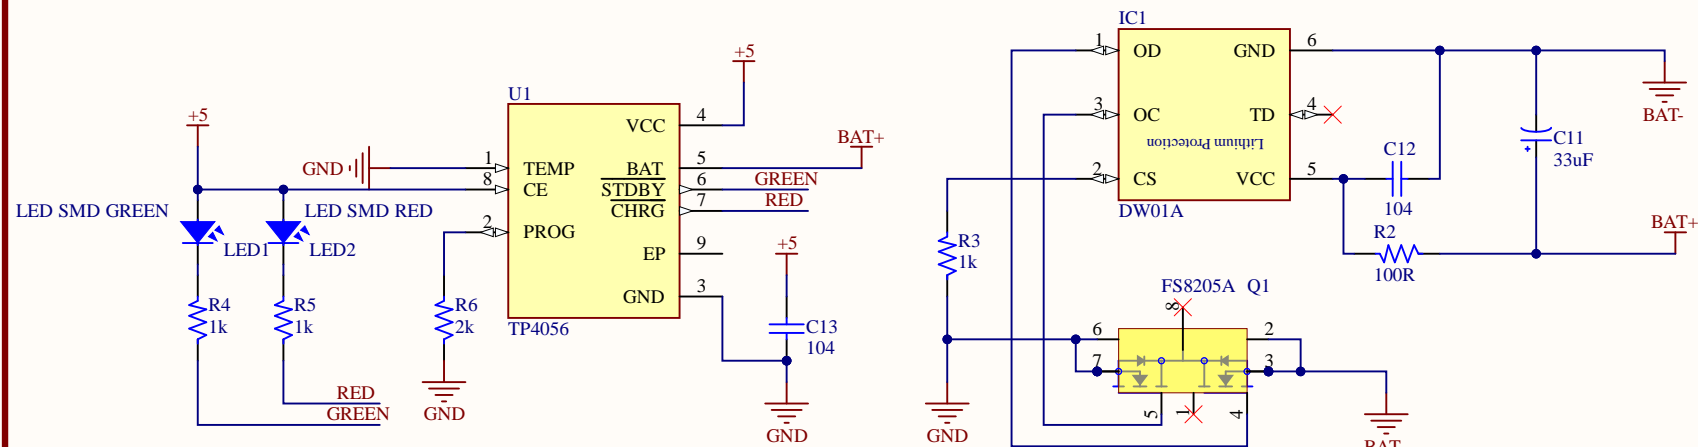 +5
LED SMD GREEN
LED SMD RED
LED1
LED2
R4
1k
R5
1k
RED
GREEN
GND
U1
1
TEMP
8
CE
2
PROG
VCC
4
BAT
5
STDBY
6
CHRG
7
EP
9
GND
3
TP4056
+5
BAT+
GREEN
RED
R6
2k
GND
+5
C13
104
GND
IC1
1
OD
3
OC
2
CS
GND
6
TD
4
Lithium Protection
VCC
5
DW01A
R3
1k
GND
FS8205A Q1
8
6
7
2
3
5
1
4
C12
104
R2
100R
C11
33uF
BAT-
BAT+